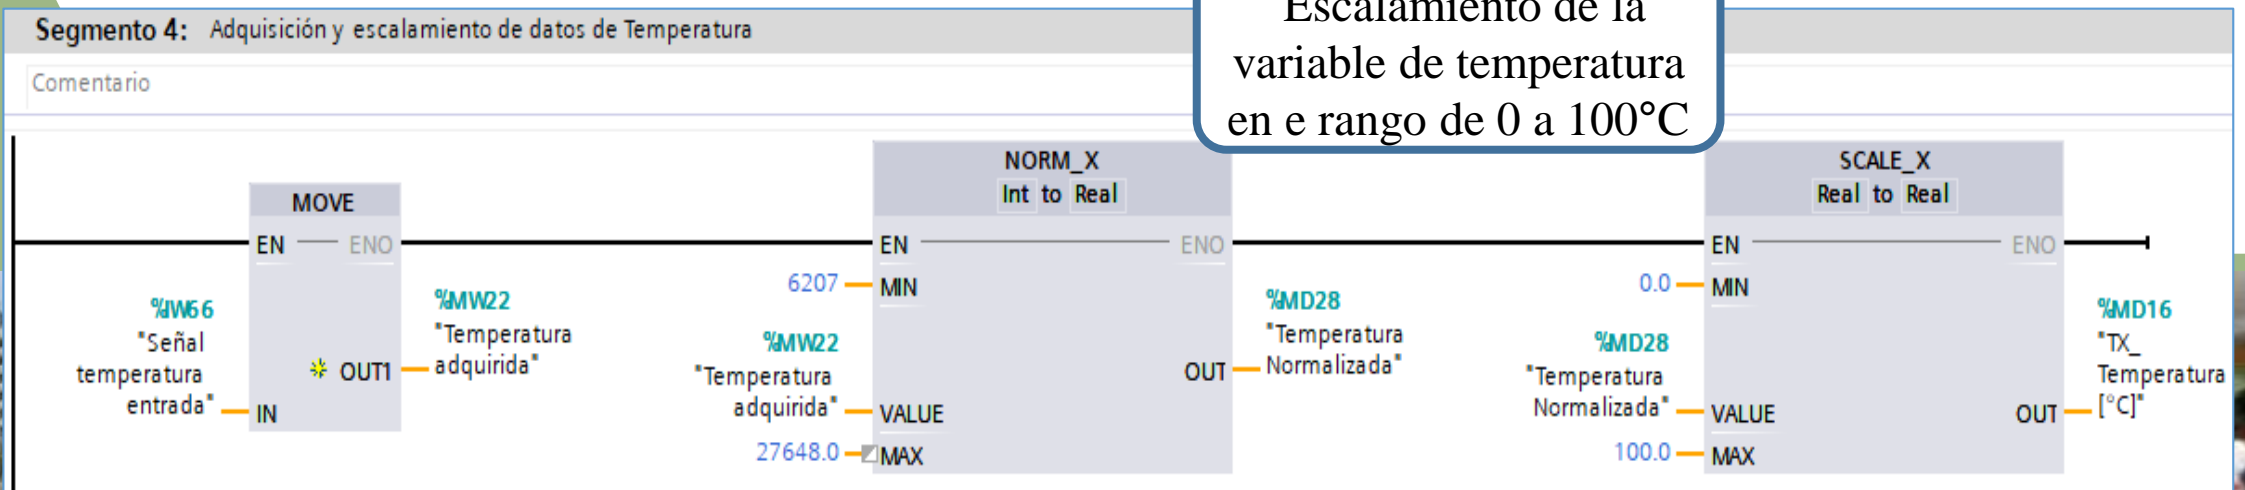 Segmento 4: Adquisición y escalamiento de datos de Temperatura
Comentario
Escalamiento de la
variable de temperatura
en e rango de 0 a 100°C
MOVE
EN ENO
%IW66
"Señal
temperatura
entrada"
IN
OUT1
%MW22
"Temperatura
adquirida"
NORM_X
Int to Real
EN ENO
6207 MIN
%MW22
"Temperatura
adquirida"
VALUE
27648.0 MAX
OUT
%MD28
"Temperatura
Normalizada"
SCALE_X
Real to Real
EN ENO
0.0 MIN
%MD28
"Temperatura
Normalizada"
VALUE
100.0 MAX
OUT
%MD16
"TX_
Temperatura
[°C]"